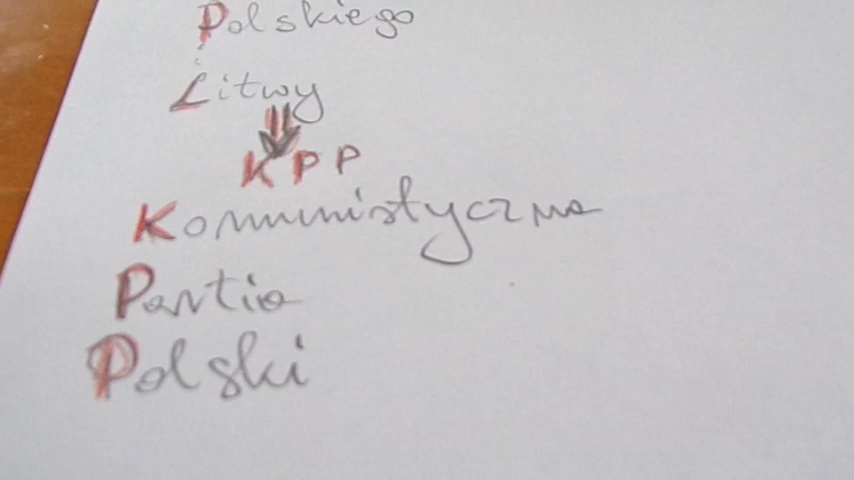 Polskiego
i
Litwy
KPP
Komunistyczna
Partia
Polski